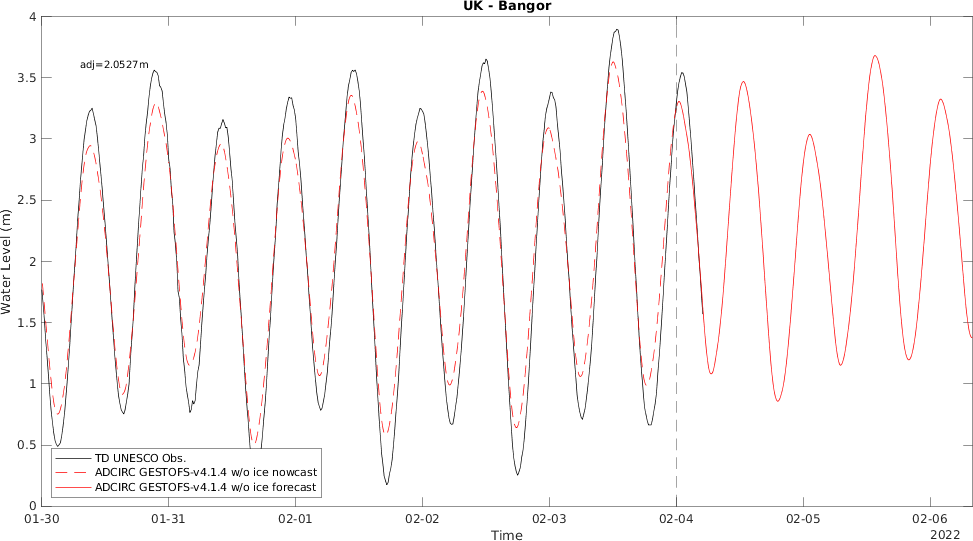 UK - Bangor
4
adj=2.0527m
3.5
3
2.5
2
1.5
1
0.5
0
Water Level (m)
TD UNESCO Obs.
ADCIRC GESTOFS-v4.1.4 w/o ice nowcast
ADCIRC GESTOFS-v4.1.4 w/o ice forecast
01-30 01-31 02-01 02-02 02-03 02-04 02-05 02-06
Time
2022